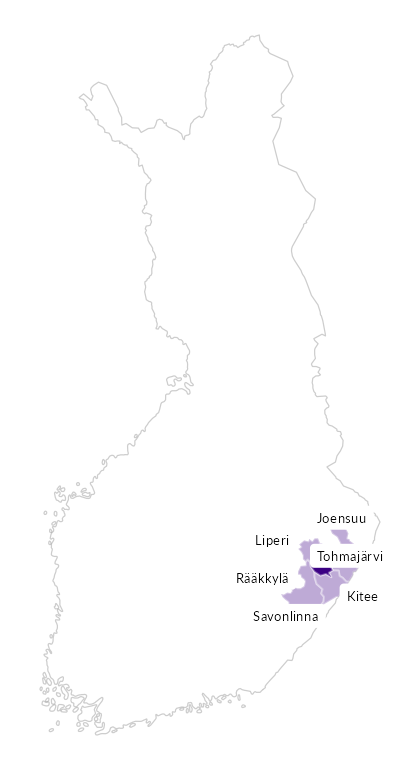 Joensuu
Liperi
Tohmajärvi
Rääkkylä
Kitee
Savonlinna